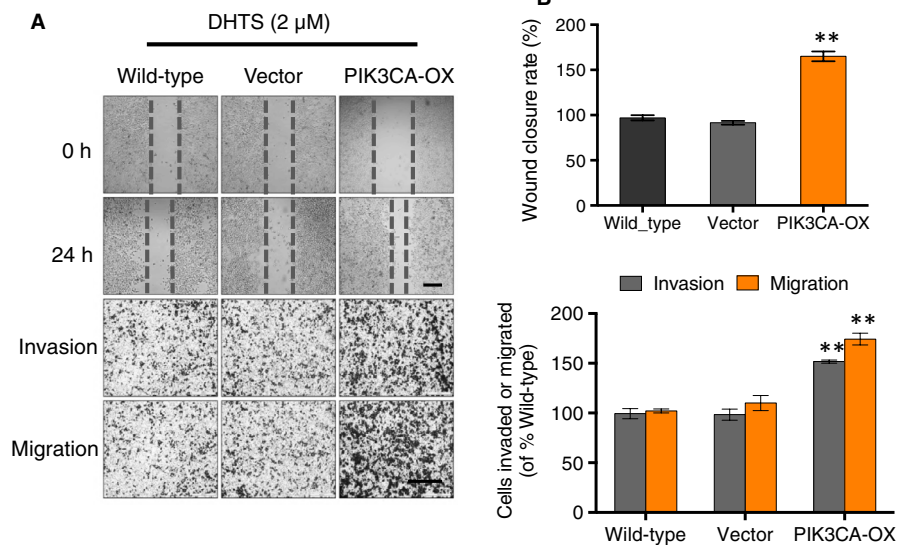 A
DHTS (2 μM)
Wild-type Vector PIK3CA-OX
0 h
24 h
Invasion
Migration
B
Wound closure rate (%)
200
150
100
50
0
**
Wild_type Vector PIK3CA-OX
Invasion Migration
Cells invaded or migrated
(of % Wild-type)
200
150
100
50
0
** **
Wild-type Vector PIK3CA-OX